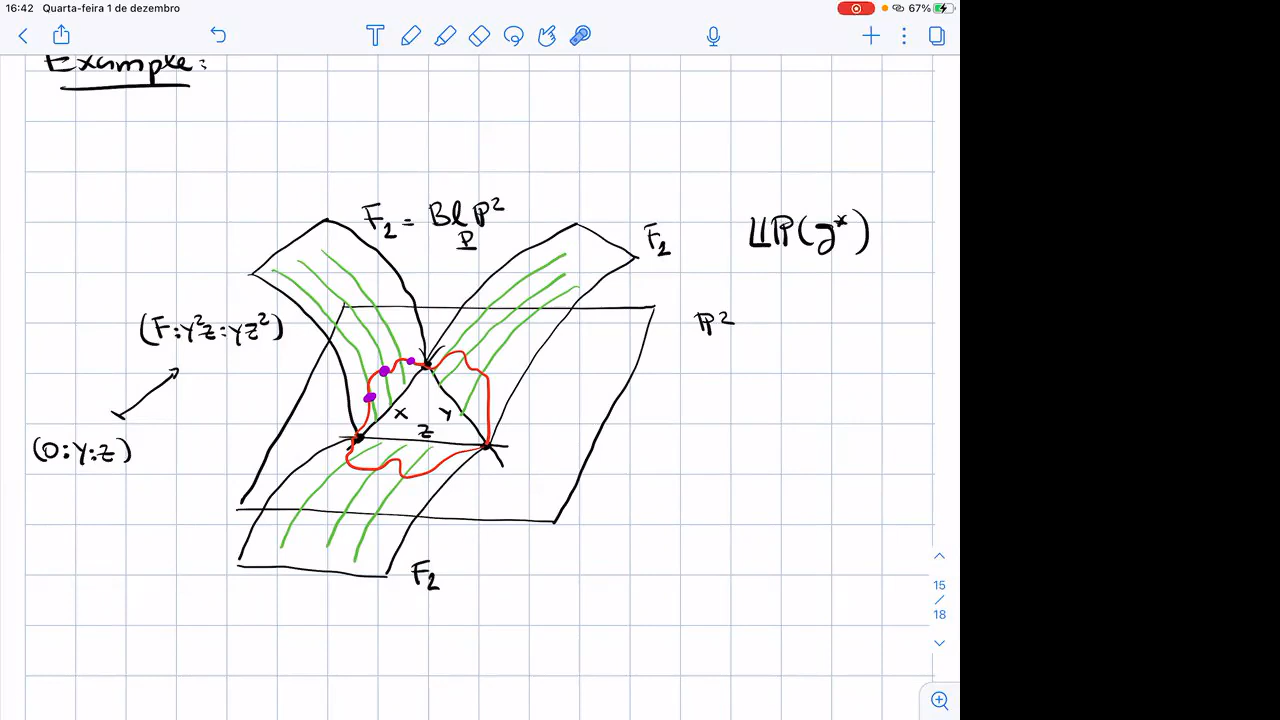 16:42 Quarta-feira 1 de dezembro 67%
Example:
F₂ = Bl P²
P
F₂
⊔P(g*)
(F:y²z:yz²)
P²
X Y
Z
(0:y:z)
F₂
15
/
18